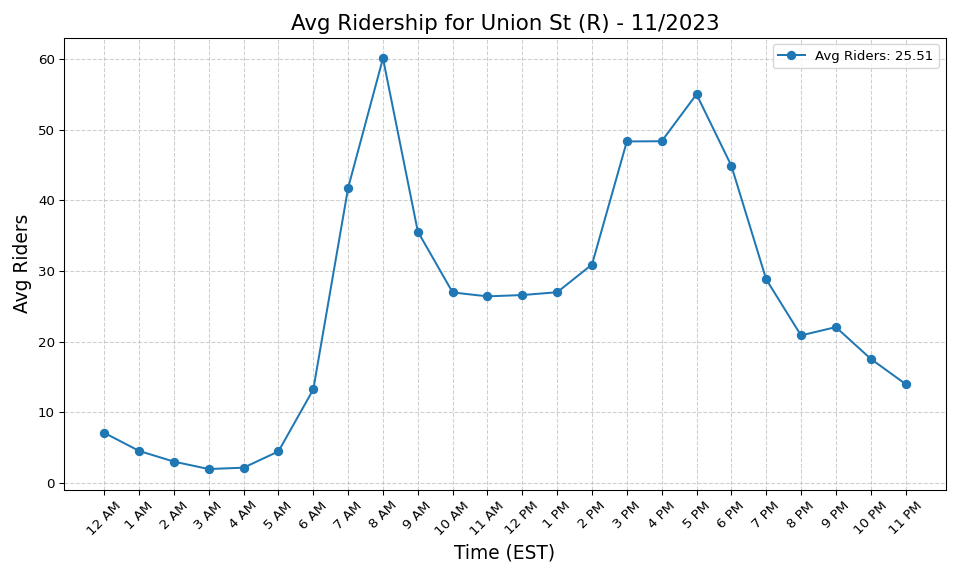 Avg Ridership for Union St (R) - 11/2023
Avg Riders: 25.51
Avg Riders
60
50
40
30
20
10
0
12 AM
1 AM
2 AM
3 AM
4 AM
5 AM
6 AM
7 AM
8 AM
9 AM
10 AM
11 AM
12 PM
1 PM
2 PM
3 PM
4 PM
5 PM
6 PM
7 PM
8 PM
9 PM
10 PM
11 PM
Time (EST)